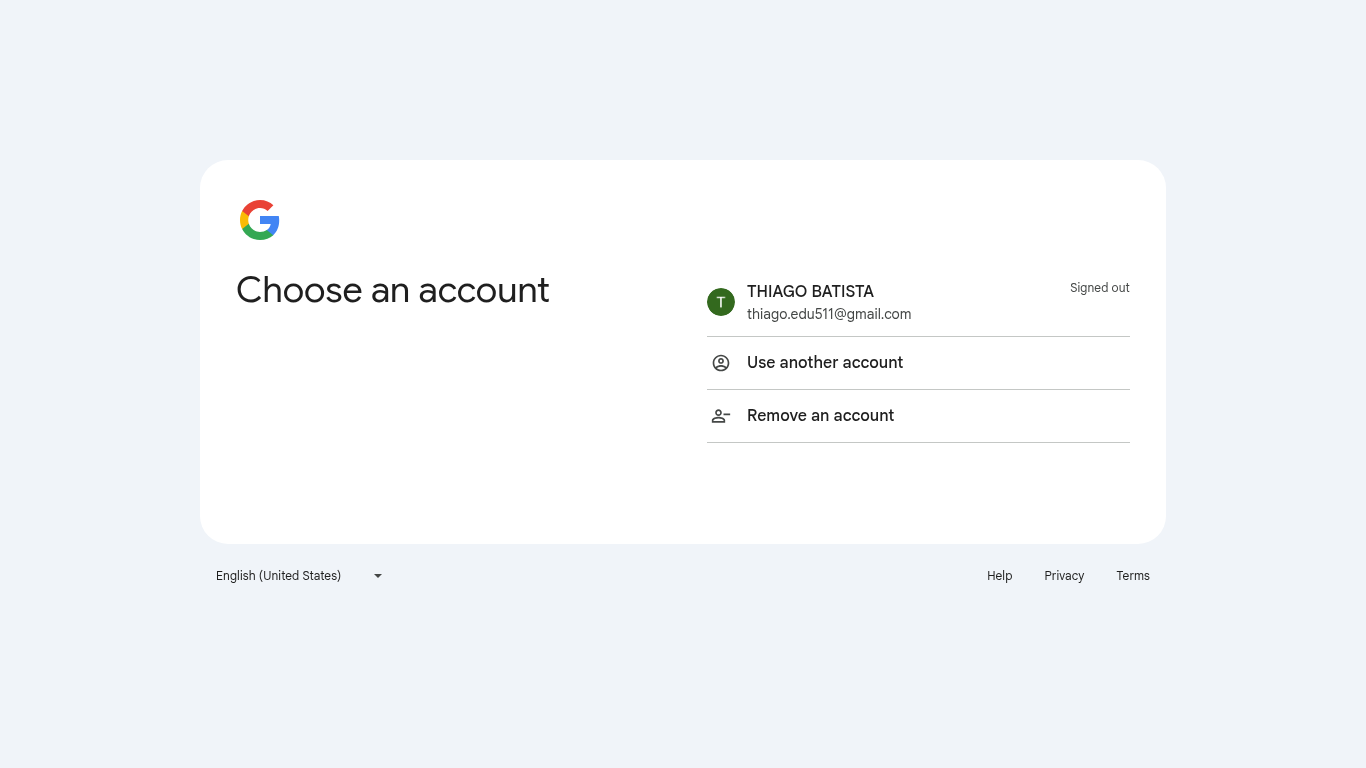 Choose an account
THIAGO BATISTA
Signed out
thiago.edu511@gmail.com
Use another account
Remove an account
English (United States)
Help
Privacy
Terms